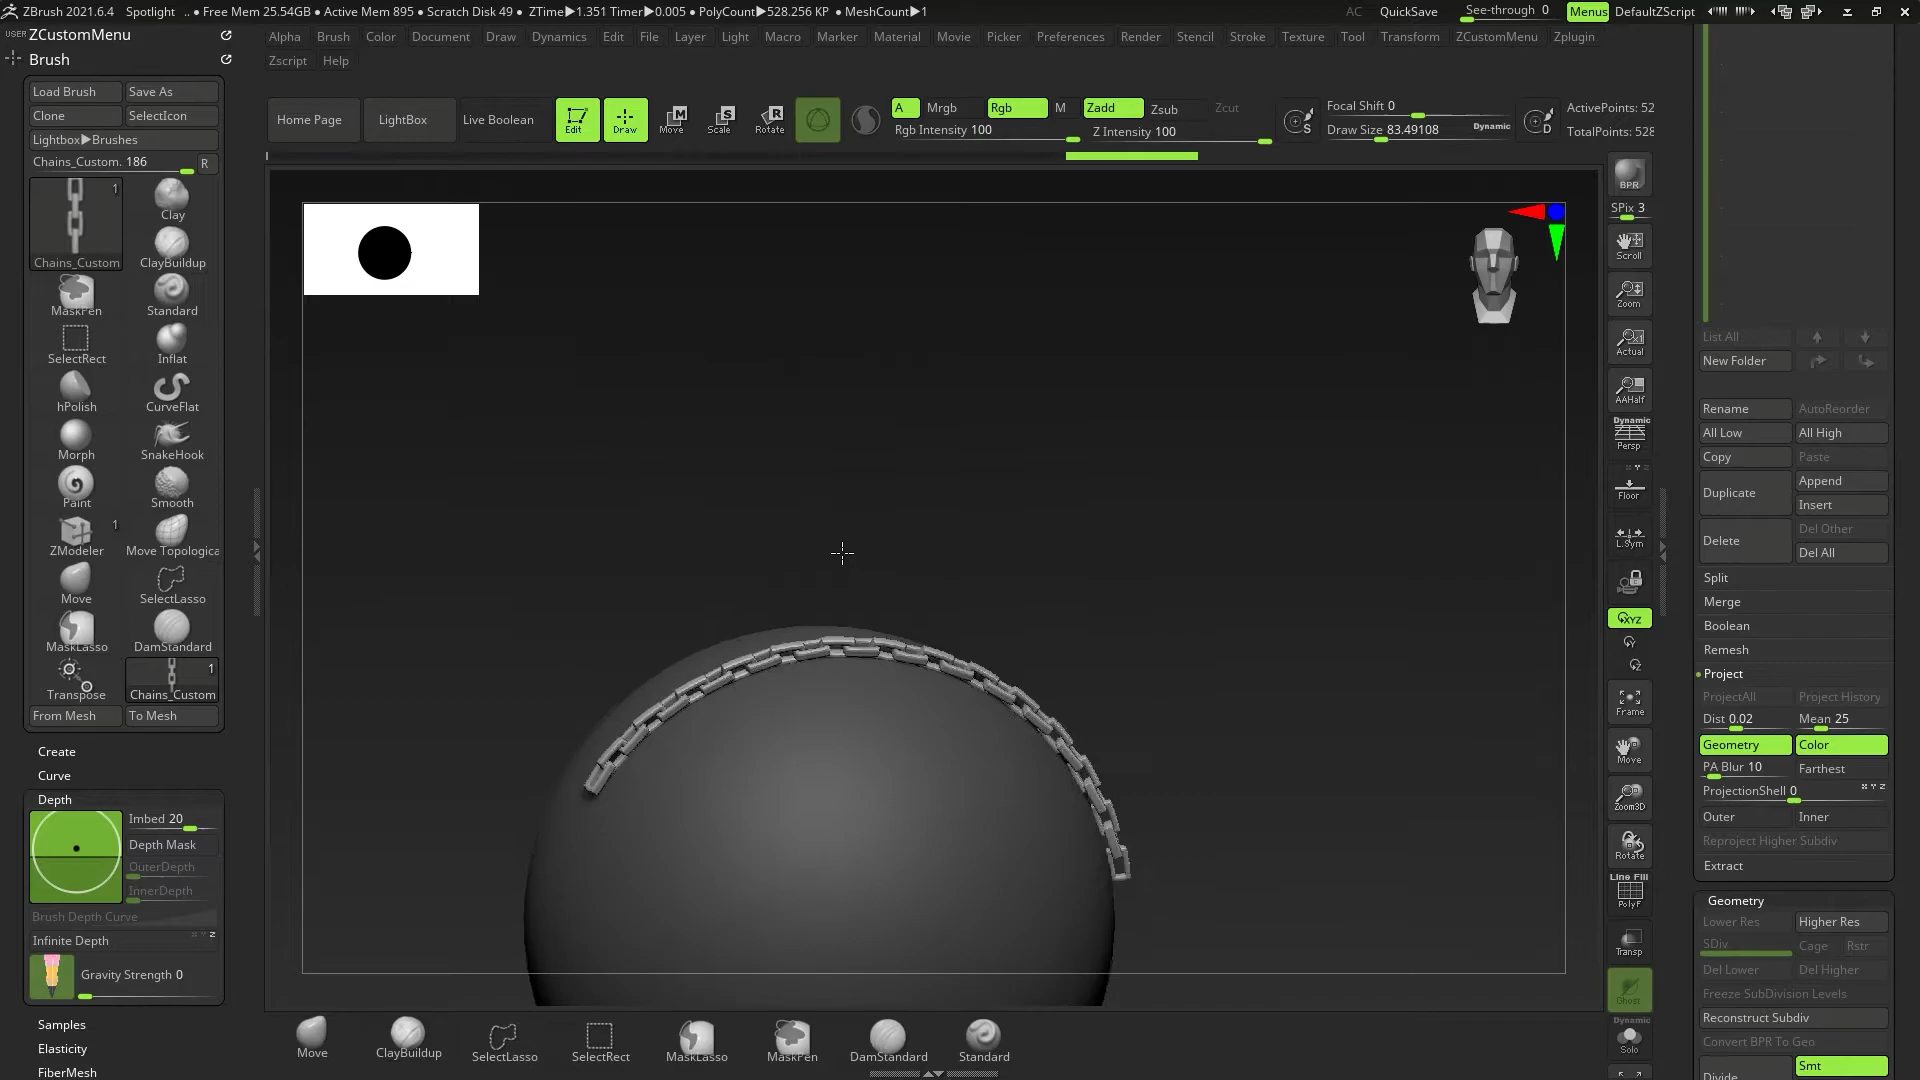 ZBrush 2021.6.4 Spotlight .. • Free Mem 25.54GB • Active Mem 895 • Scratch Disk 49 • ZTime▶1.351 Timer▶0.005 • PolyCount▶528.256 KP • MeshCount▶1 AC QuickSave See-through 0 Menus DefaultZScript
USER ZCustomMenu
Brush
Alpha Brush Color Document Draw Dynamics Edit File Layer Light Macro Marker Material Movie Picker Preferences Render Stencil Stroke Texture Tool Transform ZCustomMenu Zplugin
Zscript Help
Load Brush Save As
Clone SelectIcon
Lightbox▶Brushes
Chains_Custom. 186 R
Home Page LightBox Live Boolean Edit Draw Move Scale Rotate
A Mrgb Rgb M Zadd Zsub Zcut
Rgb Intensity 100 Z Intensity 100
S Focal Shift 0
Draw Size 83.49108 Dynamic D
ActivePoints: 52
TotalPoints: 528
1
Chains_Custom Clay
ClayBuildup
MaskPen Standard
SelectRect Inflat
hPolish CurveFlat
Morph SnakeHook
Paint Smooth
1
ZModeler Move Topologica
Move SelectLasso
MaskLasso DamStandard
1
Transpose Chains_Custom
From Mesh To Mesh
Create
Curve
Depth
Imbed 20
Depth Mask
OuterDepth
InnerDepth
Brush Depth Curve
Infinite Depth
Gravity Strength 0
Samples
Elasticity
FiberMesh
Move ClayBuildup SelectLasso SelectRect MaskLasso MaskPen DamStandard Standard
BPR
SPix 3
Scroll
Zoom
Actual
AAHalf
Dynamic
Persp
Floor
L.Sym
XYZ
Frame
Move
Zoom3D
Rotate
Line Fill
PolyF
Transp
Ghost
Dynamic
Solo
List All
New Folder
Rename AutoReorder
All Low All High
Copy Paste
Duplicate Append
Insert
Delete Del Other
Del All
Split
Merge
Boolean
Remesh
Project
ProjectAll Project History
Dist 0.02 Mean 25
Geometry Color
PA Blur 10 Farthest
ProjectionShell 0
Outer Inner
Reproject Higher Subdiv
Extract
Geometry
Lower Res Higher Res
SDiv Cage Rstr
Del Lower Del Higher
Freeze SubDivision Levels
Reconstruct Subdiv
Convert BPR To Geo
Divide Smt